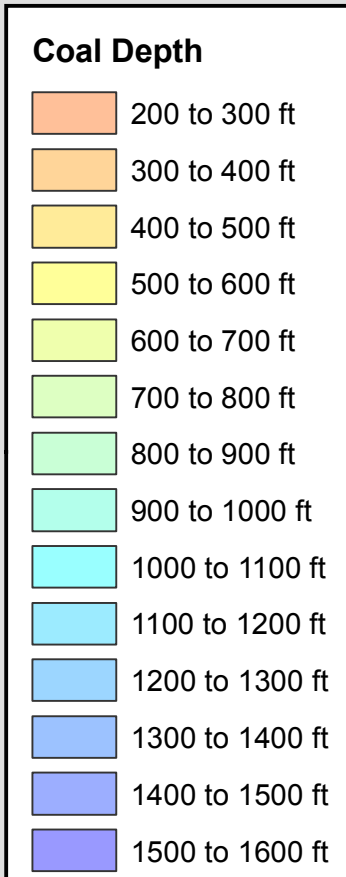 Coal Depth
200 to 300 ft
300 to 400 ft
400 to 500 ft
500 to 600 ft
600 to 700 ft
700 to 800 ft
800 to 900 ft
900 to 1000 ft
1000 to 1100 ft
1100 to 1200 ft
1200 to 1300 ft
1300 to 1400 ft
1400 to 1500 ft
1500 to 1600 ft